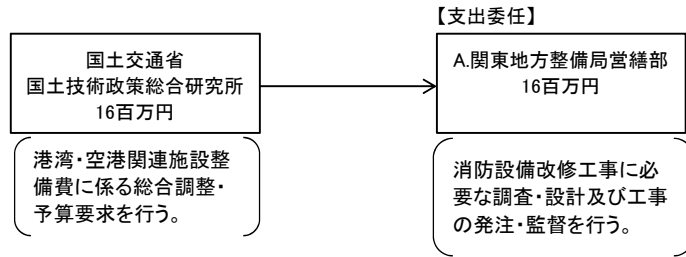 【支出委任】
国土交通省
国土技術政策総合研究所
16百万円
A.関東地方整備局営繕部
16百万円
港湾・空港関連施設整
備費に係る総合調整・
予算要求を行う。
消防設備改修工事に必
要な調査・設計及び工事
の発注・監督を行う。